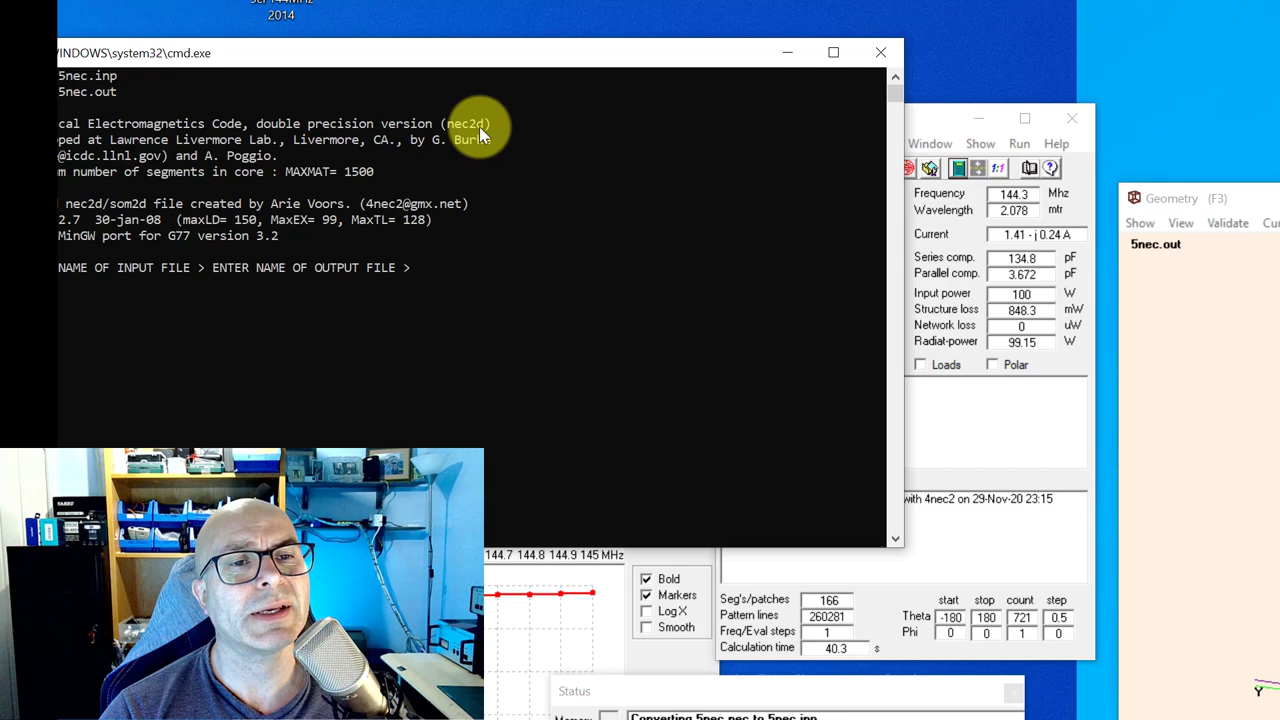 144MHz
2014
INDOWS\system32\cmd.exe
5nec.inp
5nec.out
cal Electromagnetics Code, double precision version (nec2d)
ped at Lawrence Livermore Lab., Livermore, CA., by G. Burke
@icdc.llnl.gov) and A. Poggio.
m number of segments in core : MAXMAT= 1500
nec2d/som2d file created by Arie Voors. (4nec2@gmx.net)
2.7 30-jan-08 (maxLD= 150, MaxEX= 99, MaxTL= 128)
MinGW port for G77 version 3.2
NAME OF INPUT FILE > ENTER NAME OF OUTPUT FILE >
Window Show Run Help
1:1
Frequency 144.3 Mhz
Wavelength 2.078 mtr
Current 1.41 - j 0.24 A
Series comp. 134.8 pF
Parallel comp. 3.672 pF
Input power 100 W
Structure loss 848.3 mW
Network loss 0 uW
Radiat-power 99.15 W
Loads Polar
with 4nec2 on 29-Nov-20 23:15
Geometry (F3)
Show View Validate Cu
5nec.out
144.7 144.8 144.9 145 MHz
Bold
Markers
Log X
Smooth
Seg's/patches 166
Pattern lines 260281
Freq/Eval steps 1
Calculation time 40.3 s
start stop count step
Theta -180 180 721 0.5
Phi 0 0 1 0
Status
Memory
Converting 5nec.nec to 5nec.inp
Y
YAESU